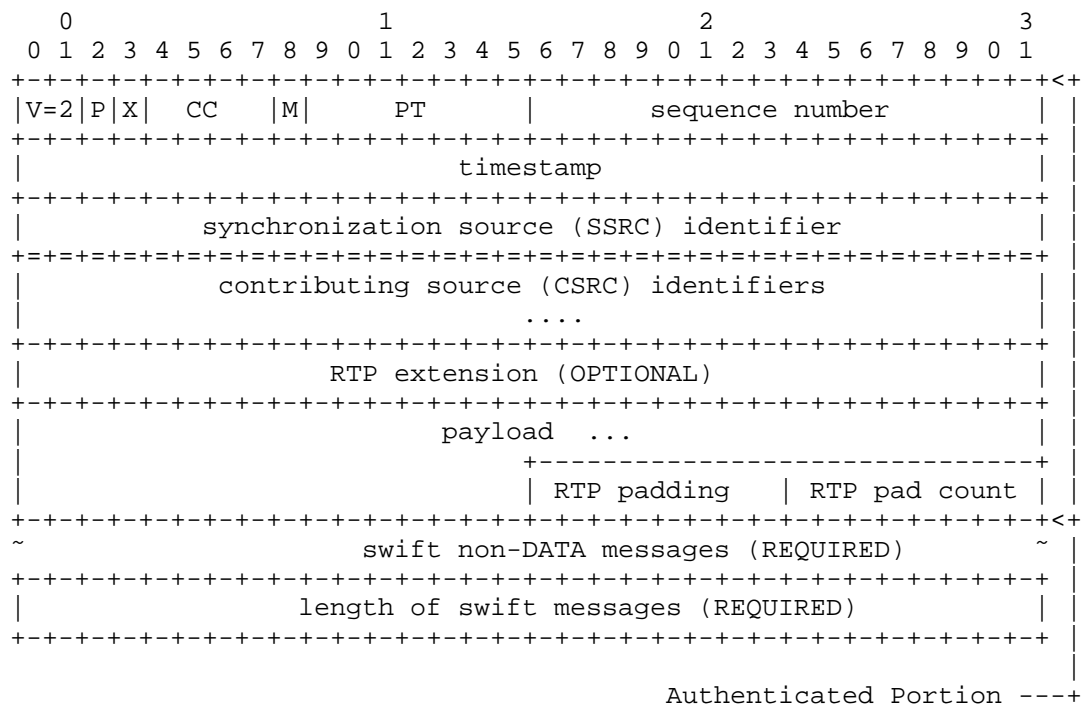 0                   1                   2                   3
 0 1 2 3 4 5 6 7 8 9 0 1 2 3 4 5 6 7 8 9 0 1 2 3 4 5 6 7 8 9 0 1
+-+-+-+-+-+-+-+-+-+-+-+-+-+-+-+-+-+-+-+-+-+-+-+-+-+-+-+-+-+-+-+-+<+
|V=2|P|X|  CC   |M|     PT      |       sequence number         | |
+-+-+-+-+-+-+-+-+-+-+-+-+-+-+-+-+-+-+-+-+-+-+-+-+-+-+-+-+-+-+-+-+ |
|                           timestamp                           | |
+-+-+-+-+-+-+-+-+-+-+-+-+-+-+-+-+-+-+-+-+-+-+-+-+-+-+-+-+-+-+-+-+ |
|           synchronization source (SSRC) identifier            | |
+=+=+=+=+=+=+=+=+=+=+=+=+=+=+=+=+=+=+=+=+=+=+=+=+=+=+=+=+=+=+=+=+ |
|            contributing source (CSRC) identifiers             | |
|                               ....                            | |
+-+-+-+-+-+-+-+-+-+-+-+-+-+-+-+-+-+-+-+-+-+-+-+-+-+-+-+-+-+-+-+-+ |
|                   RTP extension (OPTIONAL)                    | |
+-+-+-+-+-+-+-+-+-+-+-+-+-+-+-+-+-+-+-+-+-+-+-+-+-+-+-+-+-+-+-+-+ |
|                          payload  ...                         | |
|                               +-------------------------------+ |
|                               | RTP padding   | RTP pad count | |
+-+-+-+-+-+-+-+-+-+-+-+-+-+-+-+-+-+-+-+-+-+-+-+-+-+-+-+-+-+-+-+-+<+
~                     swift non-DATA messages (REQUIRED)        ~ |
+-+-+-+-+-+-+-+-+-+-+-+-+-+-+-+-+-+-+-+-+-+-+-+-+-+-+-+-+-+-+-+-+ |
|                 length of swift messages (REQUIRED)           | |
+-+-+-+-+-+-+-+-+-+-+-+-+-+-+-+-+-+-+-+-+-+-+-+-+-+-+-+-+-+-+-+-+ |
                                                                  |
                                         Authenticated Portion ---+